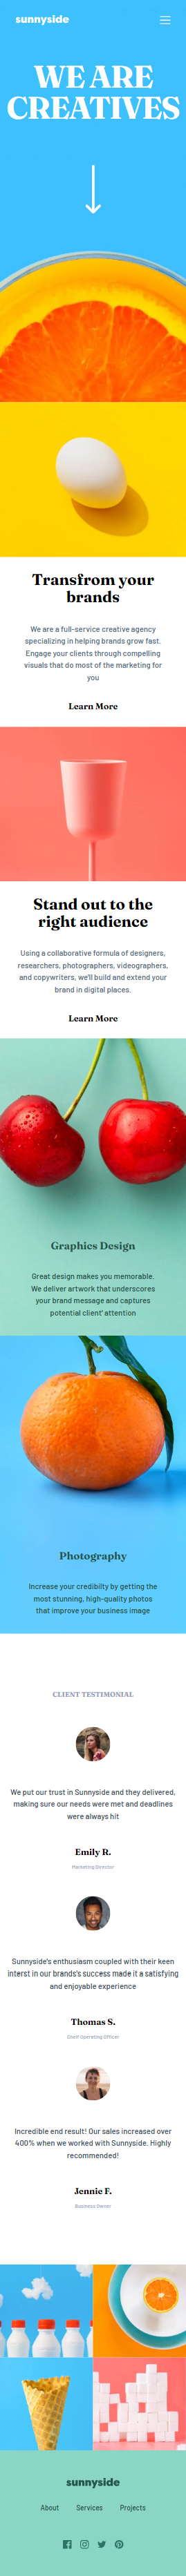 sunnyside
WE ARE
CREATIVES
Transfrom your
brands
We are a full-service creative agency
specializing in helping brands grow fast.
Engage your clients through compelling
visuals that do most of the marketing for
you
Learn More
Stand out to the
right audience
Using a collaborative formula of designers,
researchers, photographers, videographers,
and copywriters, we'll build and extend your
brand in digital places.
Learn More
Graphics Design
Great design makes you memorable.
We deliver artwork that underscores
your brand message and captures
potential client' attention
Photography
Increase your credibilty by getting the
most stunning, high-quality photos
that improve your business image
CLIENT TESTIMONIAL
We put our trust in Sunnyside and they delivered,
making sure our needs were met and deadlines
were always hit
Emily R.
Marketing Director
Sunnyside's enthusiasm coupled with their keen
interst in our brands's success made it a satisfying
and enjoyable experience
Thomas S.
Cheif Operating Officer
Incredible end result! Our sales increased over
400% when we worked with Sunnyside. Highly
recommended!
Jennie F.
Business Owner
sunnyside
About Services Projects